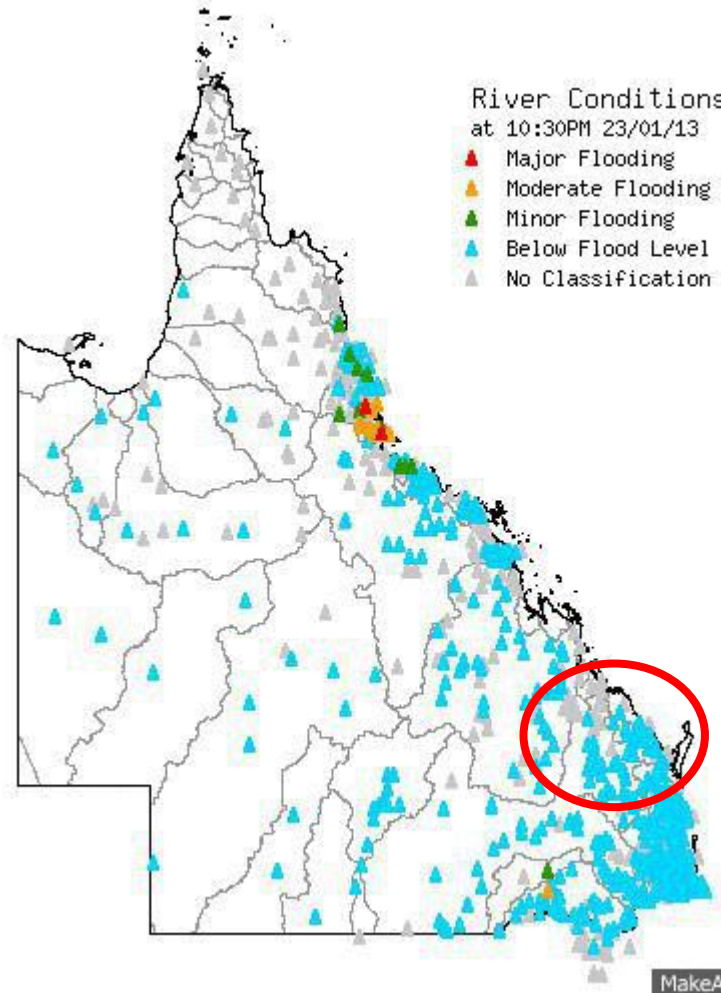 River Conditions
at 10:30PM 23/01/13
Major Flooding
Moderate Flooding
Minor Flooding
Below Flood Level
No Classification
MakeA